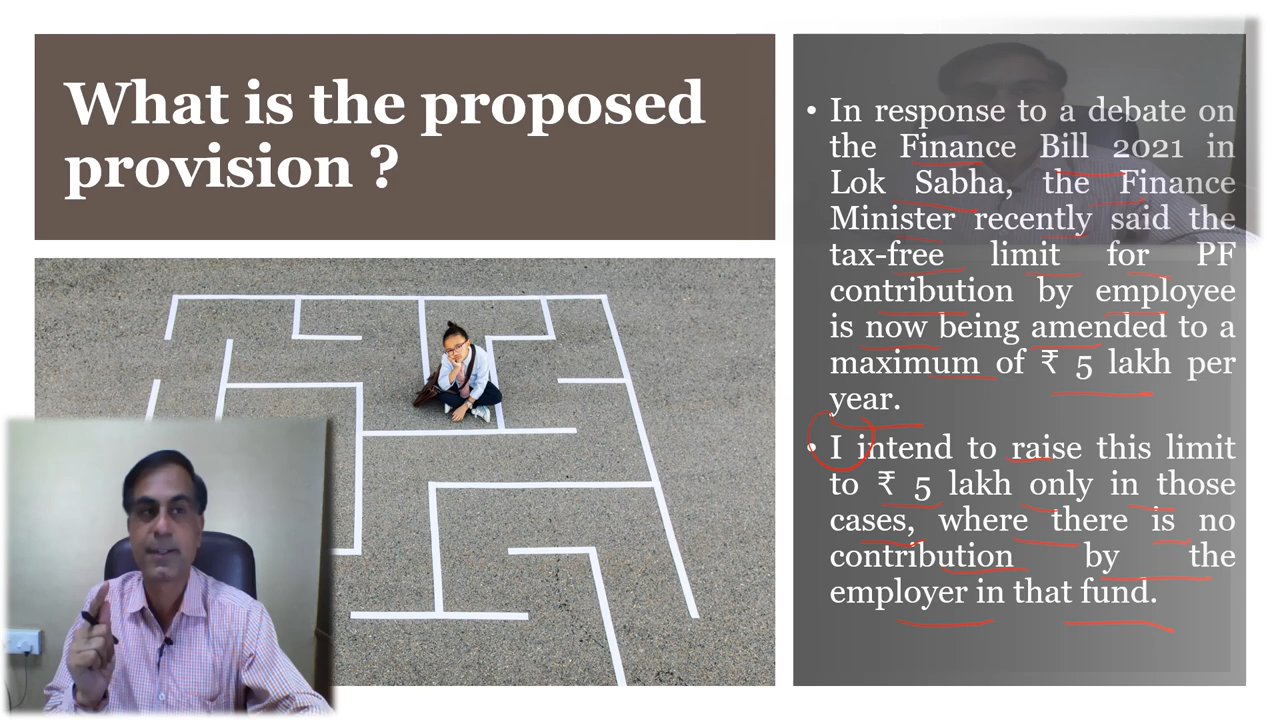 What is the proposed
provision ?
• In response to a debate on
the Finance Bill 2021 in
Lok Sabha, the Finance
Minister recently said the
tax-free limit for PF
contribution by employee
is now being amended to a
maximum of ₹ 5 lakh per
year.
• I intend to raise this limit
to ₹ 5 lakh only in those
cases, where there is no
contribution by the
employer in that fund.